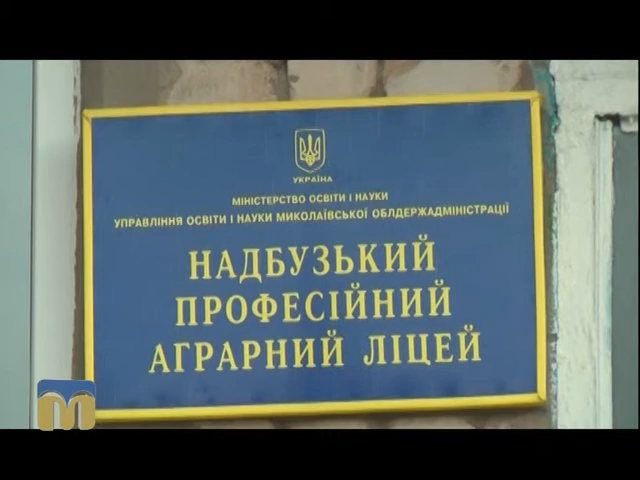 УКРАЇНА
МІНІСТЕРСТВО ОСВІТИ І НАУКИ
УПРАВЛІННЯ ОСВІТИ І НАУКИ МИКОЛАЇВСЬКОЇ ОБЛДЕРЖАДМІНІСТРАЦІЇ
НАДБУЗЬКИЙ
ПРОФЕСІЙНИЙ
АГРАРНИЙ ЛІЦЕЙ